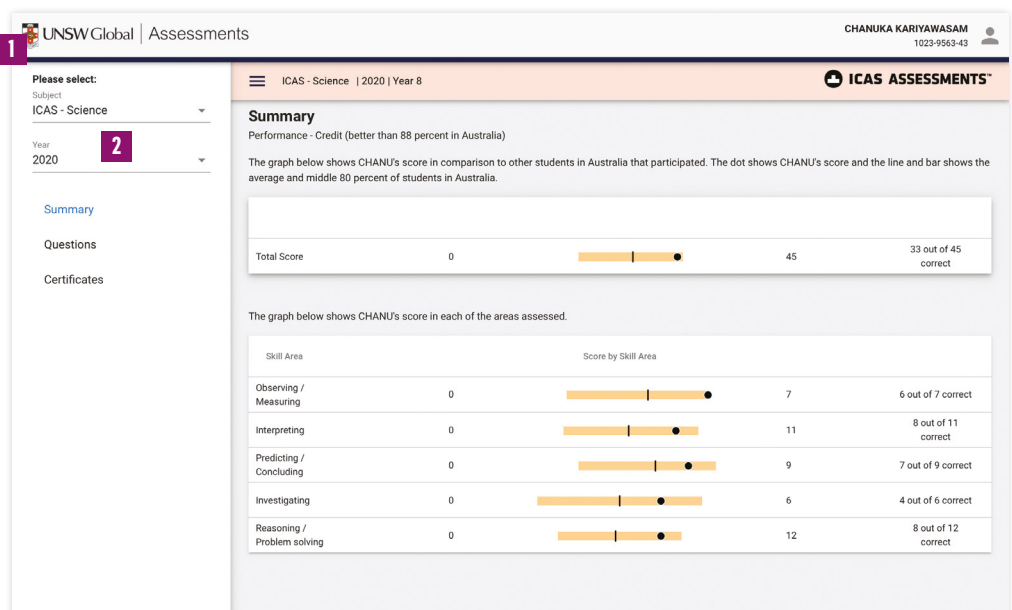 UNSW Global | Assessments
CHANUKA KARIYAWASAM
1023-9563-43
1
Please select:
Subject
ICAS - Science
Year
2020
2
Summary
Questions
Certificates
ICAS - Science | 2020 | Year 8
ICAS ASSESSMENTS™
Summary
Performance - Credit (better than 88 percent in Australia)
The graph below shows CHANU's score in comparison to other students in Australia that participated. The dot shows CHANU's score and the line and bar shows the
average and middle 80 percent of students in Australia.
Total Score 0 45 33 out of 45
correct
The graph below shows CHANU's score in each of the areas assessed.
Skill Area Score by Skill Area
Observing /
Measuring 0 7 6 out of 7 correct
Interpreting 0 11 8 out of 11
correct
Predicting /
Concluding 0 9 7 out of 9 correct
Investigating 0 6 4 out of 6 correct
Reasoning /
Problem solving 0 12 8 out of 12
correct